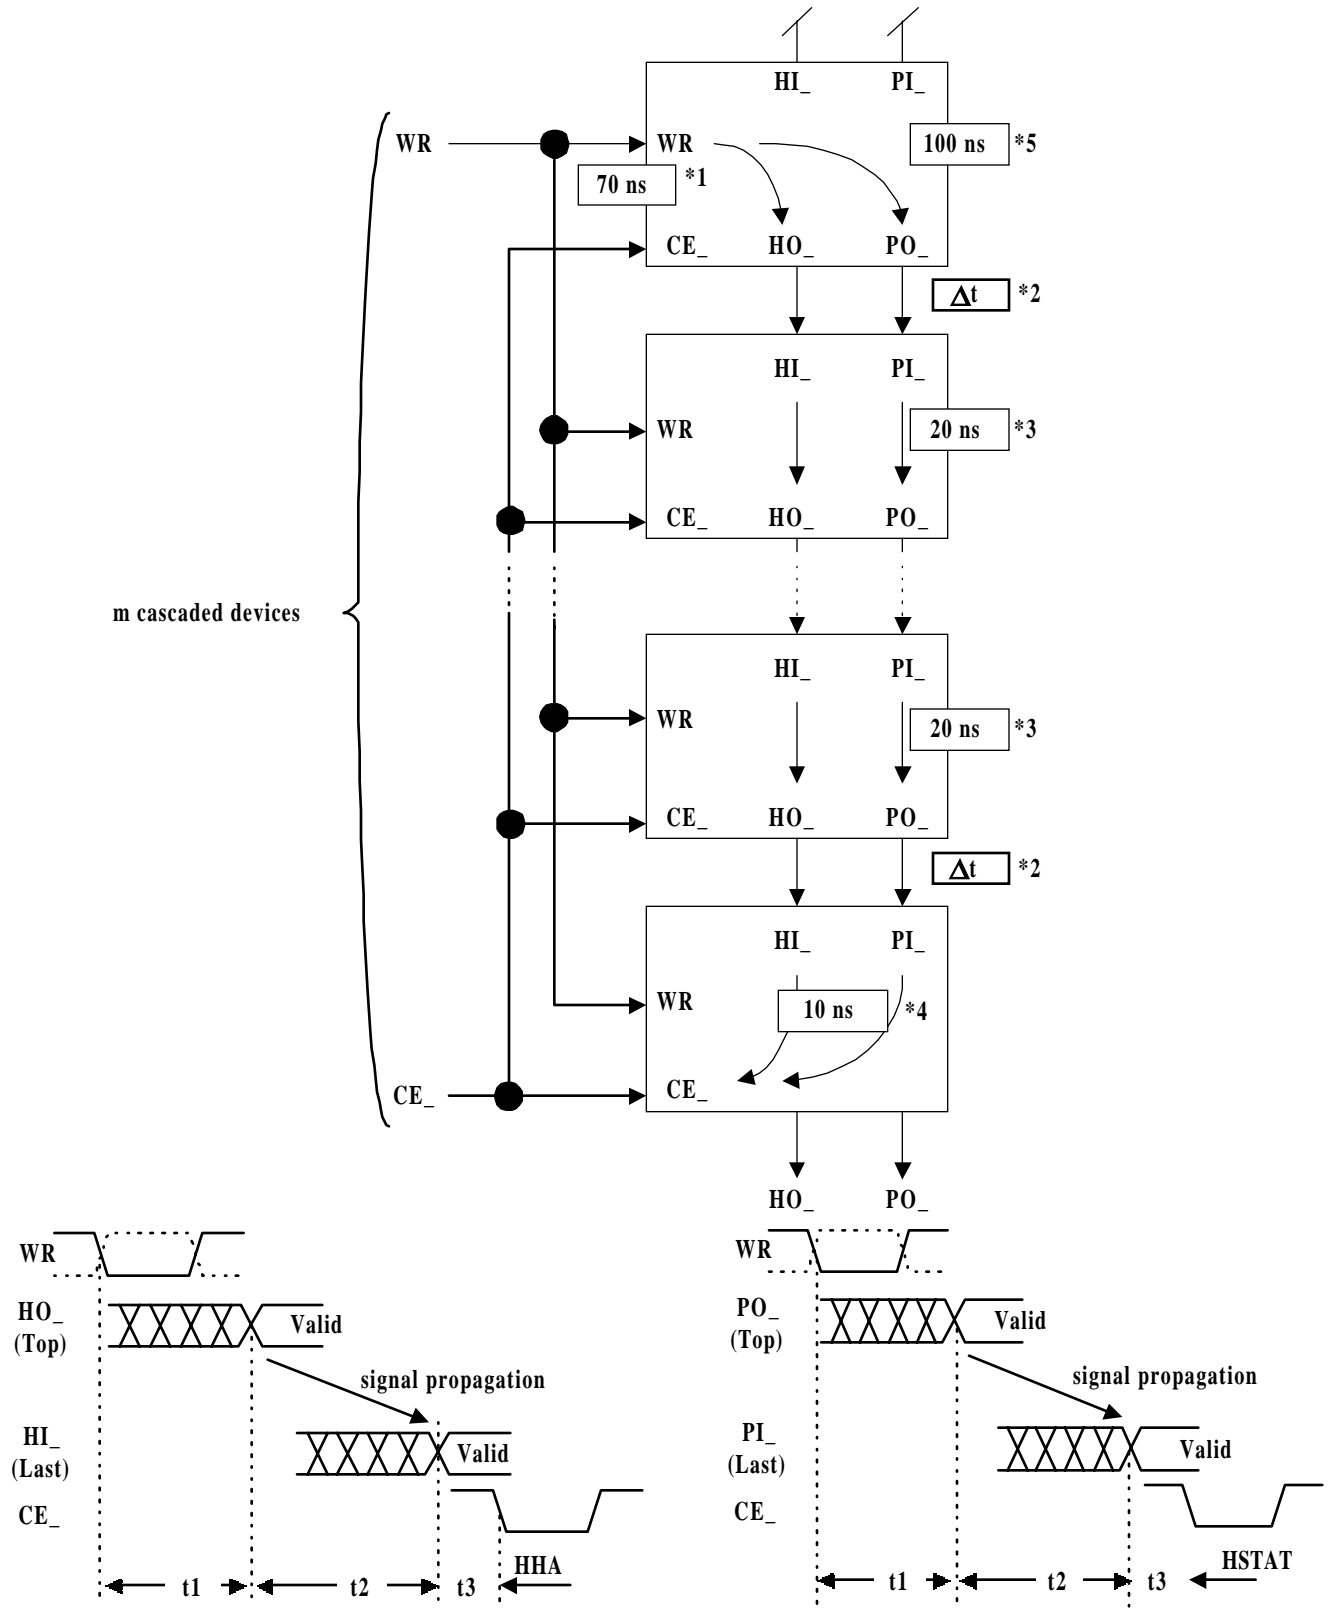 HI_ PI_
WR WR 100 ns *5
70 ns *1
CE_ HO_ PO_
Δt *2
HI_ PI_
WR 20 ns *3
CE_ HO_ PO_
m cascaded devices
HI_ PI_
WR 20 ns *3
CE_ HO_ PO_
Δt *2
HI_ PI_
WR 10 ns *4
CE_ CE_
HO_ PO_
WR
HO_
(Top)
Valid
signal propagation
HI_
(Last)
Valid
CE_
HHA
t1 t2 t3
WR
PO_
(Top)
Valid
signal propagation
PI_
(Last)
Valid
CE_
HSTAT
t1 t2 t3